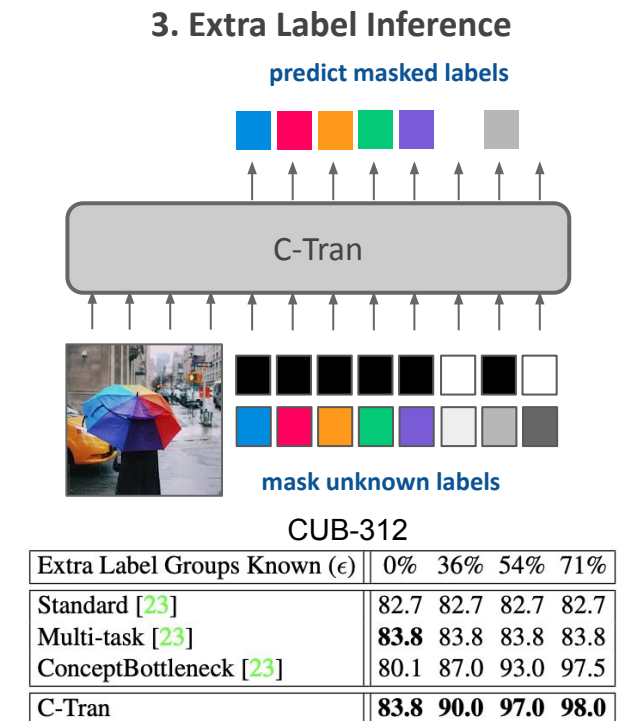 3. Extra Label Inference
predict masked labels
C-Tran
mask unknown labels
CUB-312
Extra Label Groups Known (ϵ) 0% 36% 54% 71%
Standard [23] 82.7 82.7 82.7 82.7
Multi-task [23] 83.8 83.8 83.8 83.8
ConceptBottleneck [23] 80.1 87.0 93.0 97.5
C-Tran 83.8 90.0 97.0 98.0